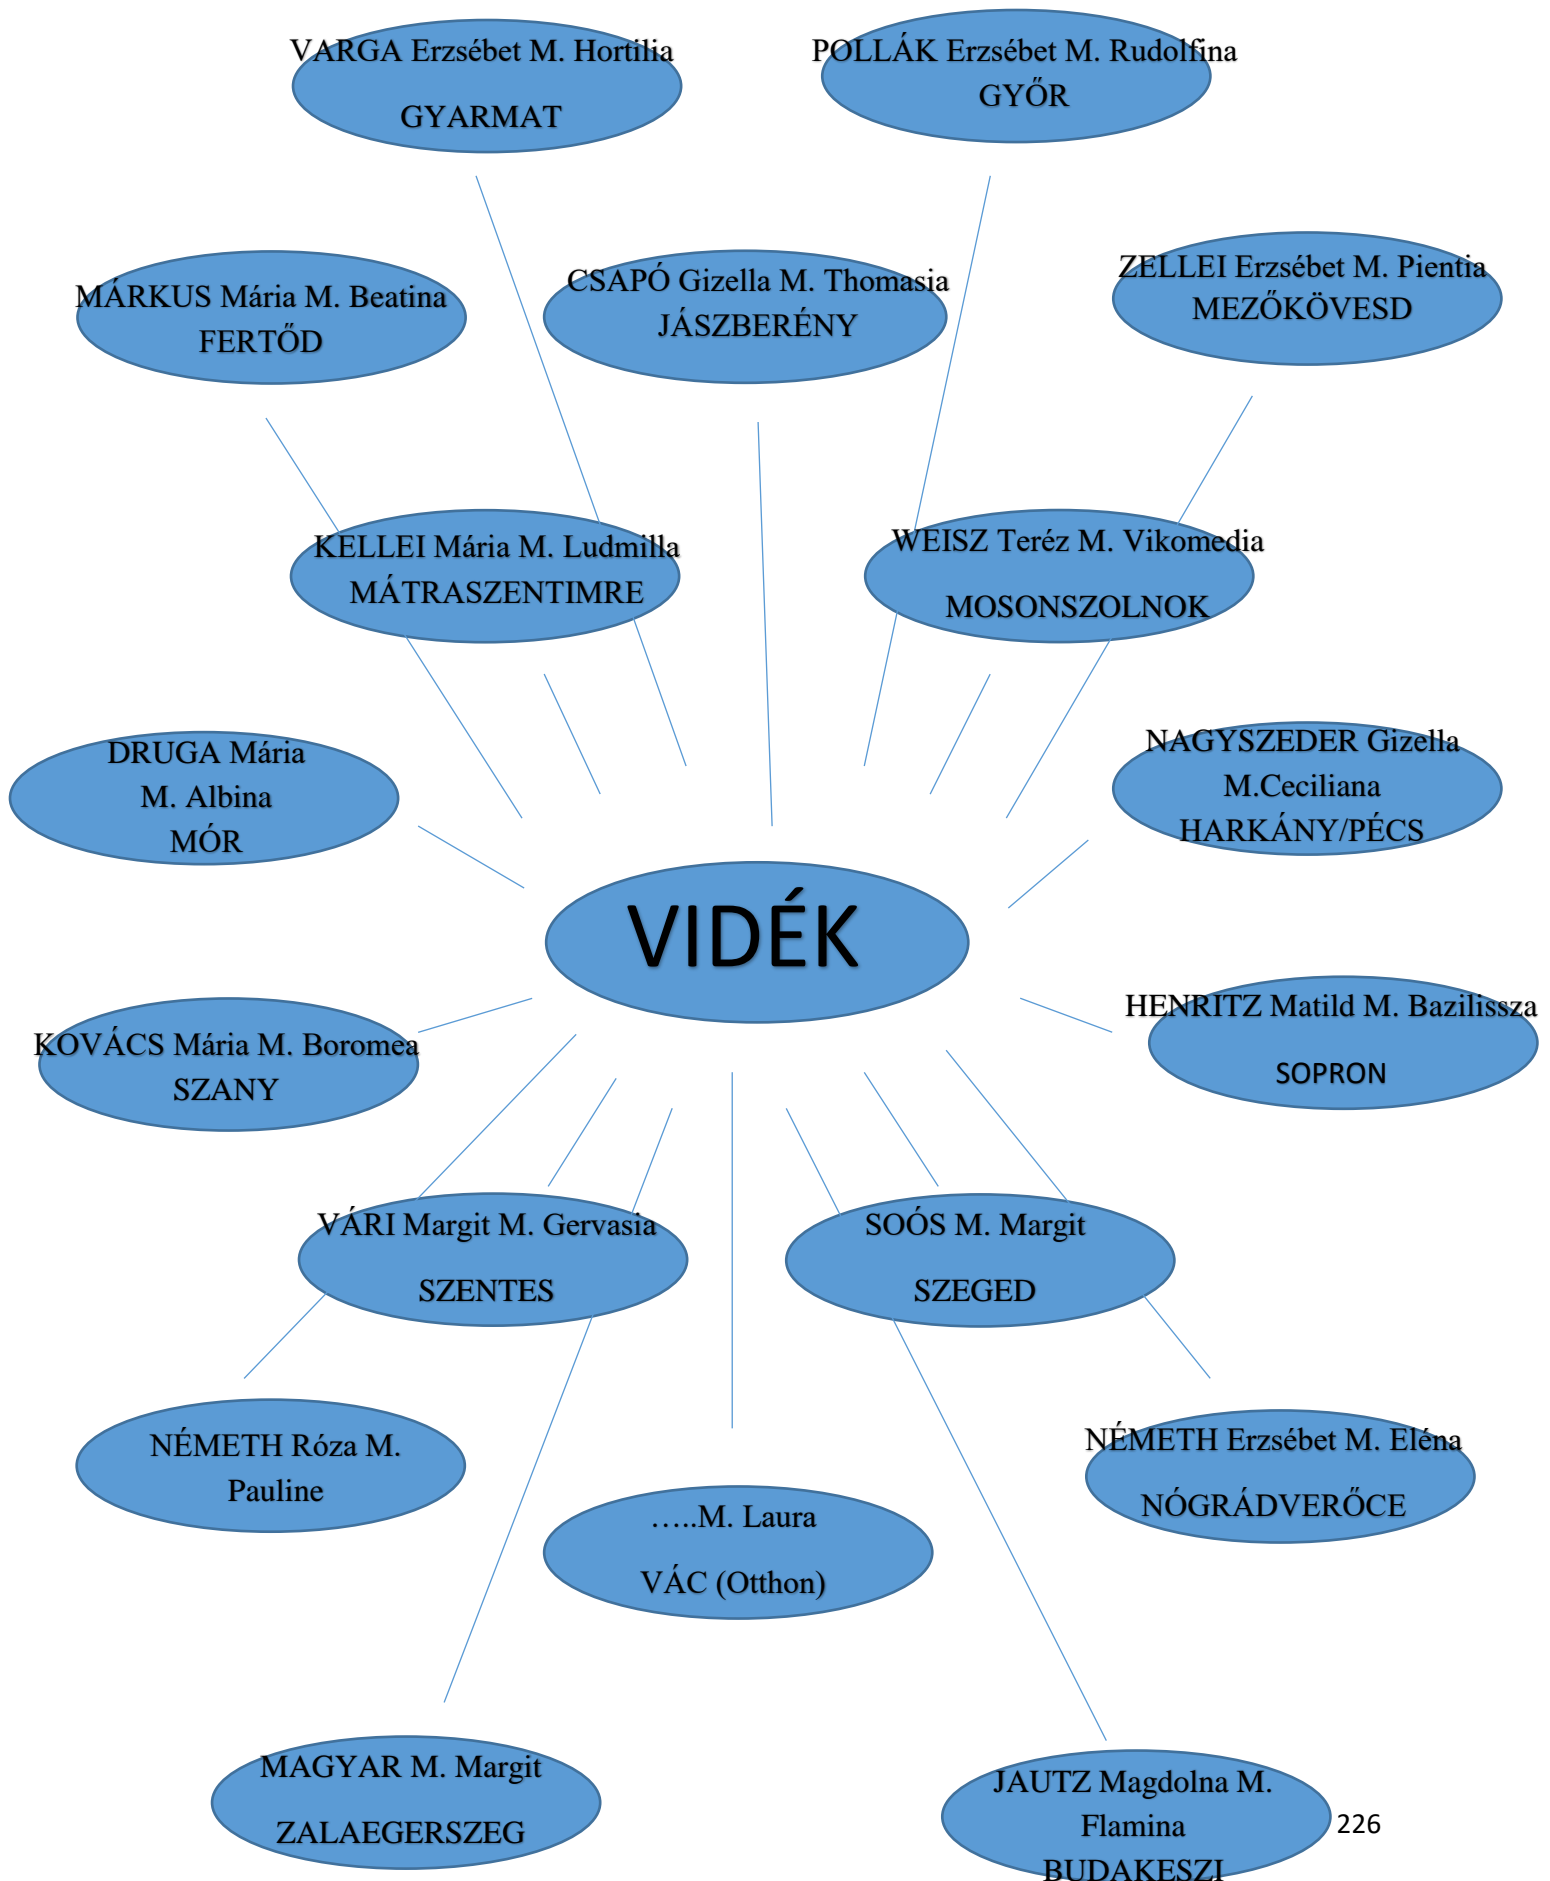 VARGA Erzsébet M. Hortilia
GYARMAT
POLLÁK Erzsébet M. Rudolfina
GYŐR
MÁRKUS Mária M. Beatina
FERTŐD
CSAPÓ Gizella M. Thomasia
JÁSZBERÉNY
ZELLEI Erzsébet M. Pientia
MEZŐKÖVESD
KELLEI Mária M. Ludmilla
MÁTRASZENTIMRE
WEISZ Teréz M. Vikomedia
MOSONSZOLNOK
DRUGA Mária
M. Albina
MÓR
NAGYSZEDER Gizella
M.Ceciliana
HARKÁNY/PÉCS
VIDÉK
KOVÁCS Mária M. Boromea
SZANY
HENRITZ Matild M. Bazilissza
SOPRON
VÁRI Margit M. Gervasia
SZENTES
SOÓS M. Margit
SZEGED
NÉMETH Róza M.
Pauline
NÉMETH Erzsébet M. Eléna
NÓGRÁDVERŐCE
…..M. Laura
VÁC (Otthon)
MAGYAR M. Margit
ZALAEGERSZEG
JAUTZ Magdolna M.
Flamina
BUDAKESZI
226